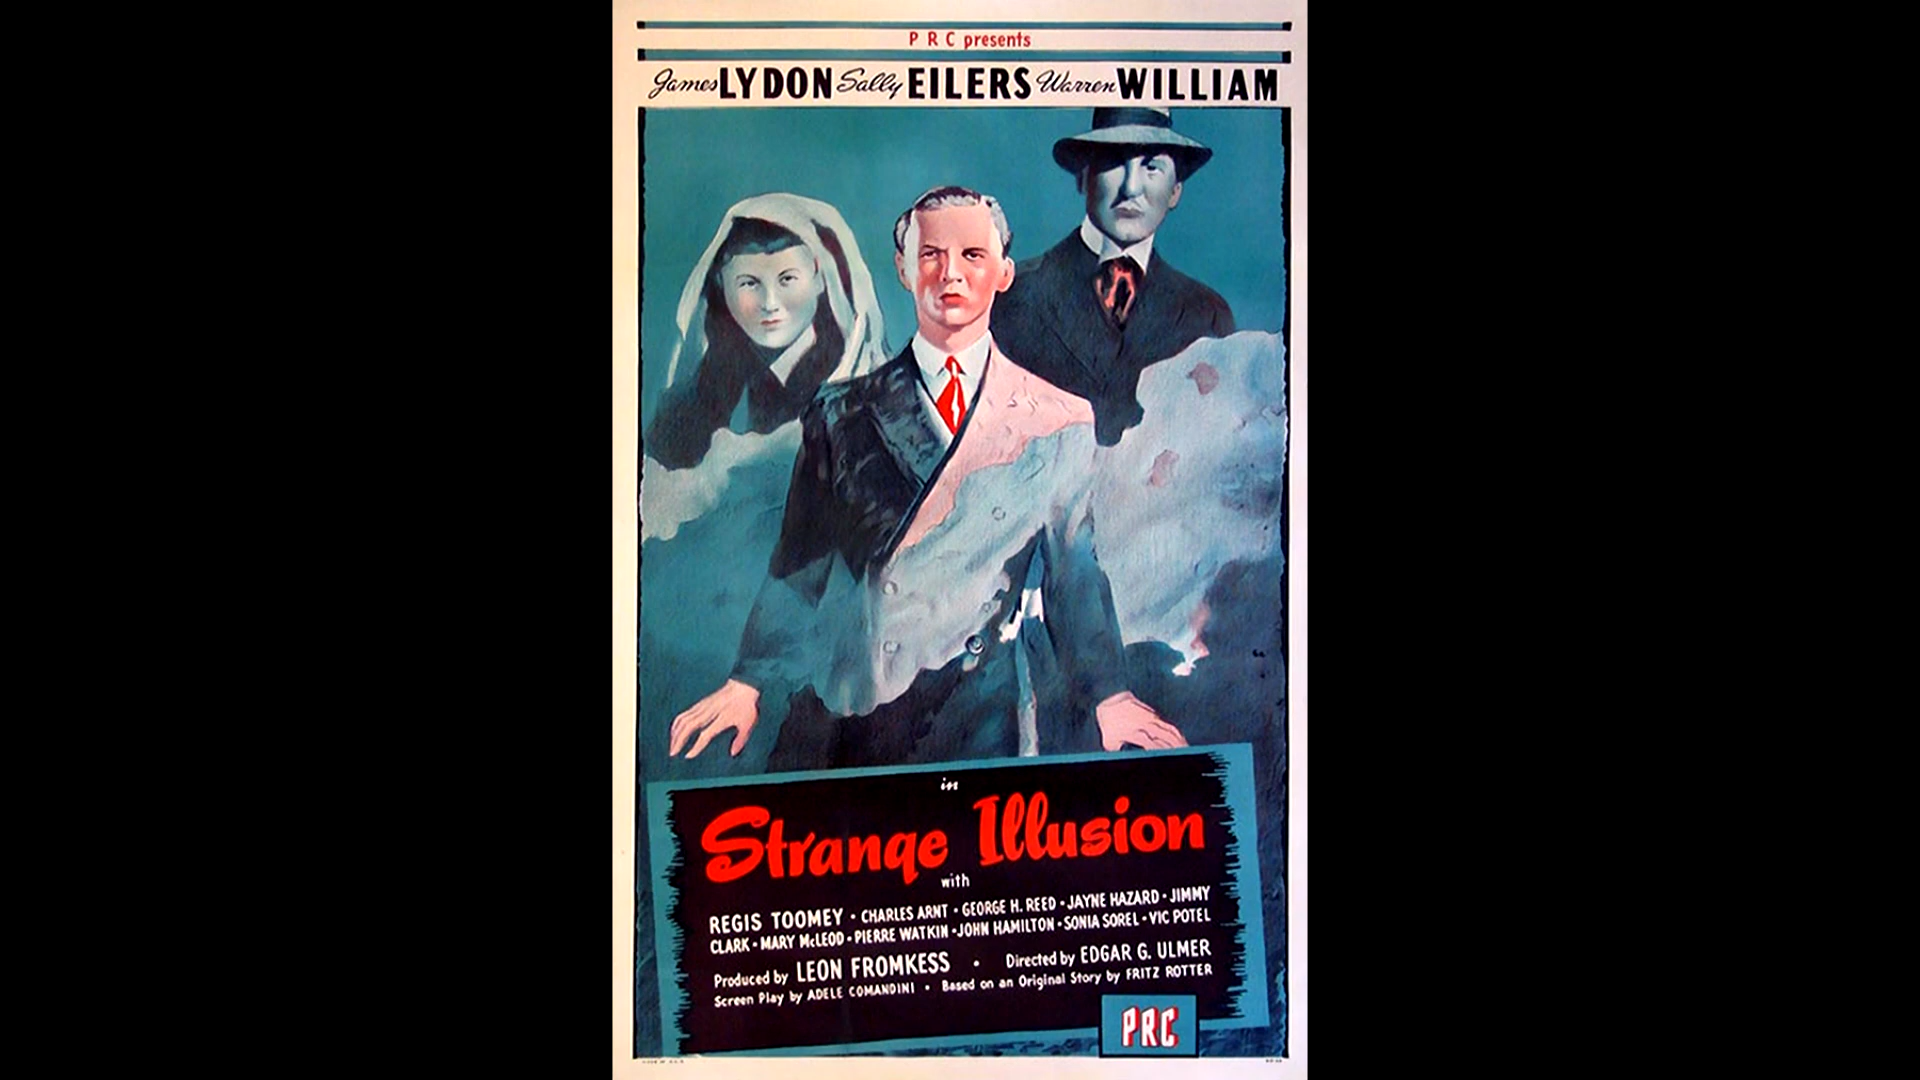 P R C presents
James LYDON Sally EILERS Warren WILLIAM
in
Strange Illusion
with
REGIS TOOMEY • CHARLES ARNT • GEORGE H. REED • JAYNE HAZARD • JIMMY
CLARK • MARY McLEOD • PIERRE WATKIN • JOHN HAMILTON • SONIA SOREL • VIC POTEL
Produced by LEON FROMKESS • Directed by EDGAR G. ULMER
Screen Play by ADELE COMANDINI • Based on an Original Story by FRITZ ROTTER
PRC